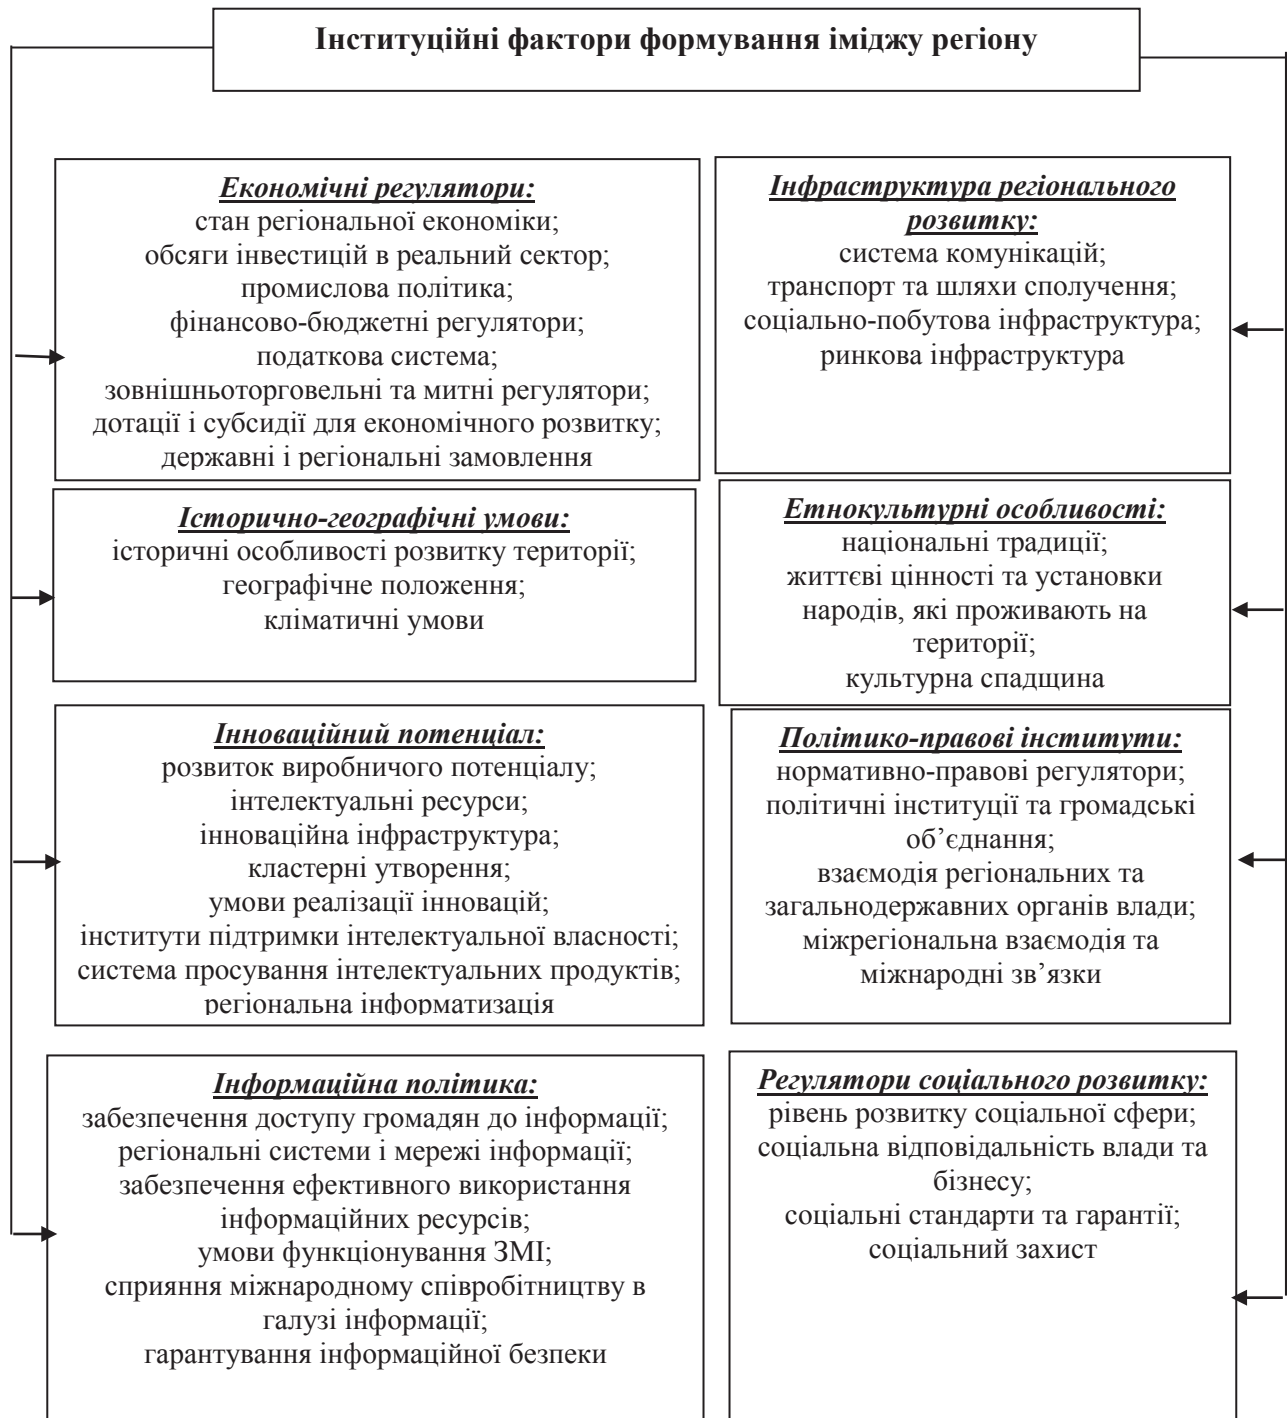 Інституційні фактори формування іміджу регіону
Економічні регулятори:
стан регіональної економіки;
обсяги інвестицій в реальний сектор;
промислова політика;
фінансово-бюджетні регулятори;
податкова система;
зовнішньоторговельні та митні регулятори;
дотації і субсидії для економічного розвитку;
державні і регіональні замовлення
Інфраструктура регіонального
розвитку:
система комунікацій;
транспорт та шляхи сполучення;
соціально-побутова інфраструктура;
ринкова інфраструктура
Історично-географічні умови:
історичні особливості розвитку території;
географічне положення;
кліматичні умови
Етнокультурні особливості:
національні традиції;
життєві цінності та установки
народів, які проживають на
території;
культурна спадщина
Інноваційний потенціал:
розвиток виробничого потенціалу;
інтелектуальні ресурси;
інноваційна інфраструктура;
кластерні утворення;
умови реалізації інновацій;
інститути підтримки інтелектуальної власності;
система просування інтелектуальних продуктів;
регіональна інформатизація
Політико-правові інститути:
нормативно-правові регулятори;
політичні інституції та громадські
об’єднання;
взаємодія регіональних та
загальнодержавних органів влади;
міжрегіональна взаємодія та
міжнародні зв’язки
Інформаційна політика:
забезпечення доступу громадян до інформації;
регіональні системи і мережі інформації;
забезпечення ефективного використання
інформаційних ресурсів;
умови функціонування ЗМІ;
сприяння міжнародному співробітництву в
галузі інформації;
гарантування інформаційної безпеки
Регулятори соціального розвитку:
рівень розвитку соціальної сфери;
соціальна відповідальність влади та
бізнесу;
соціальні стандарти та гарантії;
соціальний захист